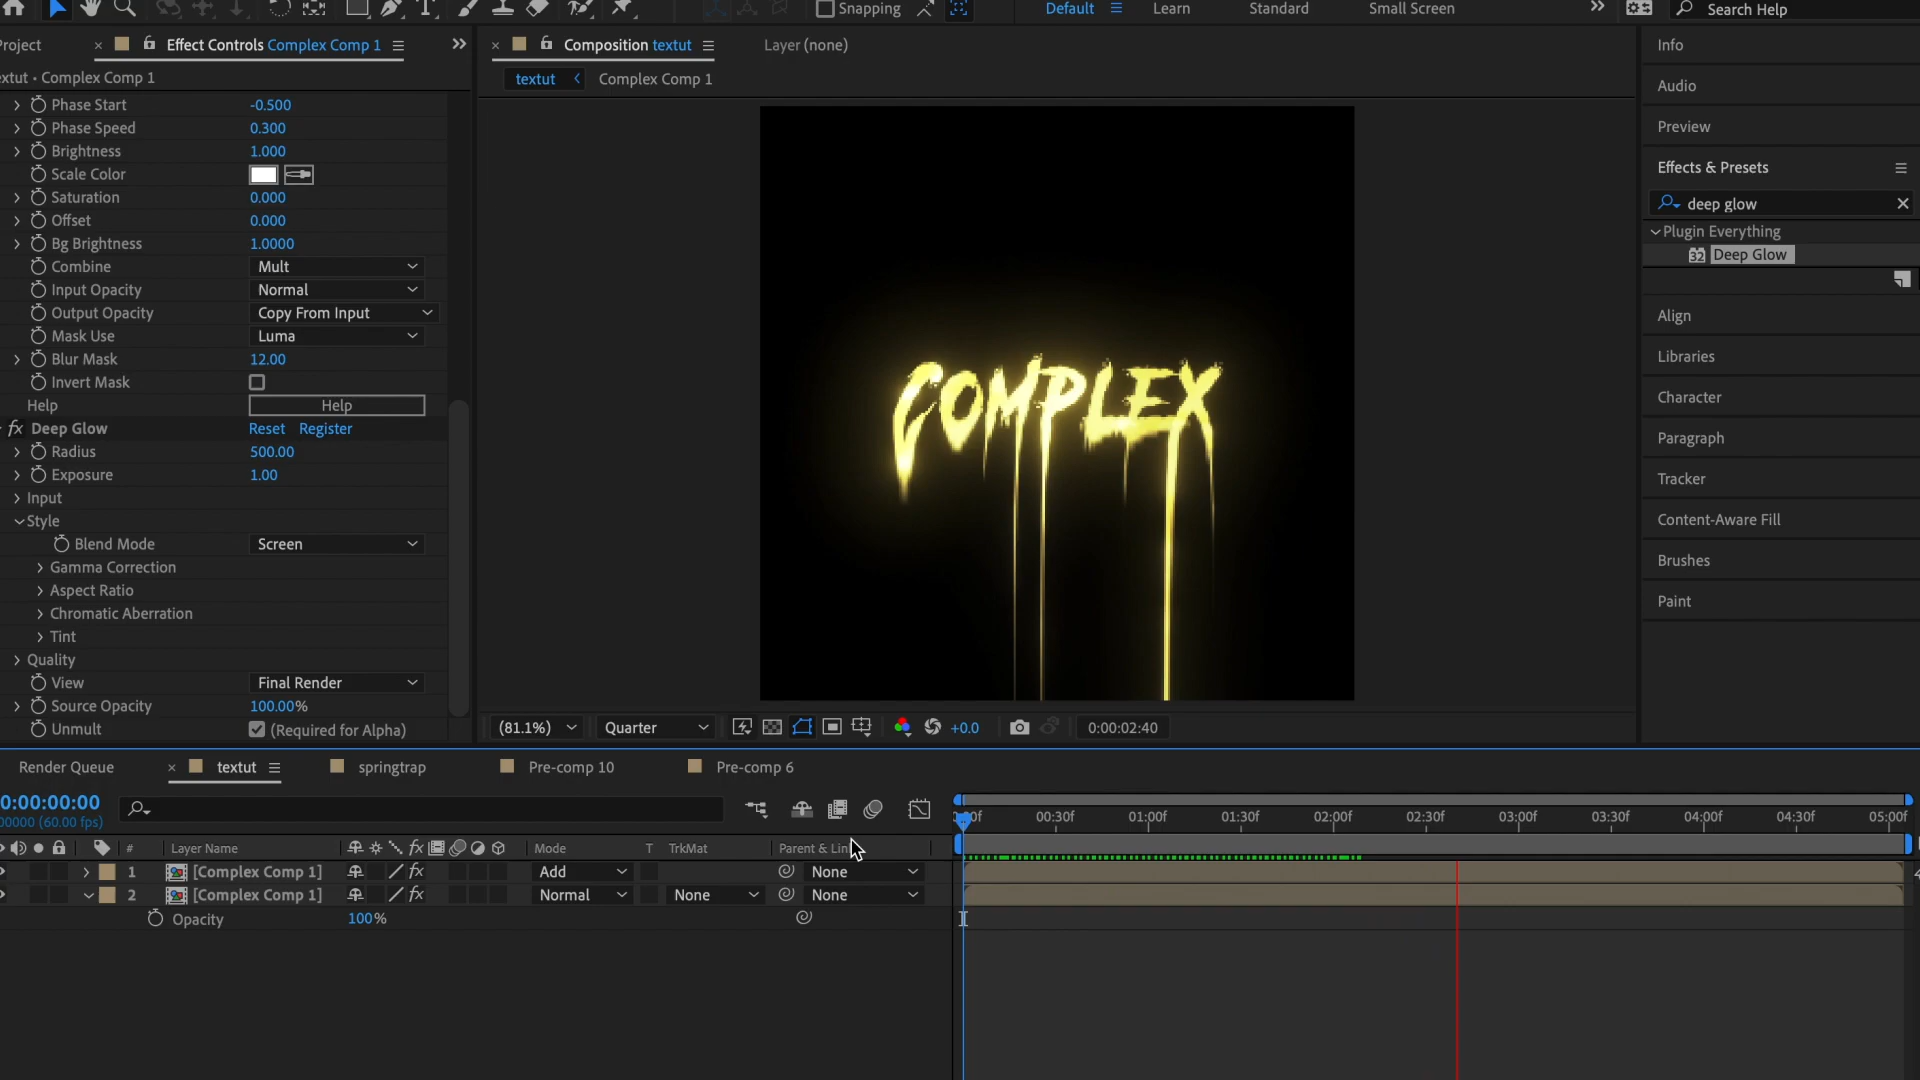 Snapping
Default
Learn
Standard
Small Screen
Search Help
Project
Effect Controls Complex Comp 1
Composition textut
Layer (none)
extut • Complex Comp 1
textut
Complex Comp 1
Phase Start -0.500
Phase Speed 0.300
Brightness 1.000
Scale Color
Saturation 0.000
Offset 0.000
Bg Brightness 1.0000
Combine Mult
Input Opacity Normal
Output Opacity Copy From Input
Mask Use Luma
Blur Mask 12.00
Invert Mask
Help Help
fx Deep Glow Reset Register
Radius 500.00
Exposure 1.00
Input
Style
Blend Mode Screen
Gamma Correction
Aspect Ratio
Chromatic Aberration
Tint
Quality
View Final Render
Source Opacity 100.00%
Unmult (Required for Alpha)
COMPLEX
(81.1%)
Quarter
+0.0
0:00:02:40
Info
Audio
Preview
Effects & Presets
deep glow
Plugin Everything
32 Deep Glow
Align
Libraries
Character
Paragraph
Tracker
Content-Aware Fill
Brushes
Paint
Render Queue
textut
springtrap
Pre-comp 10
Pre-comp 6
0:00:00:00
00000 (60.00 fps)
00:30f 01:00f 01:30f 02:00f 02:30f 03:00f 03:30f 04:00f 04:30f 05:00f
# Layer Name fx Mode T TrkMat Parent & Link
1 [Complex Comp 1] fx Add None
2 [Complex Comp 1] fx Normal None None
Opacity 100%